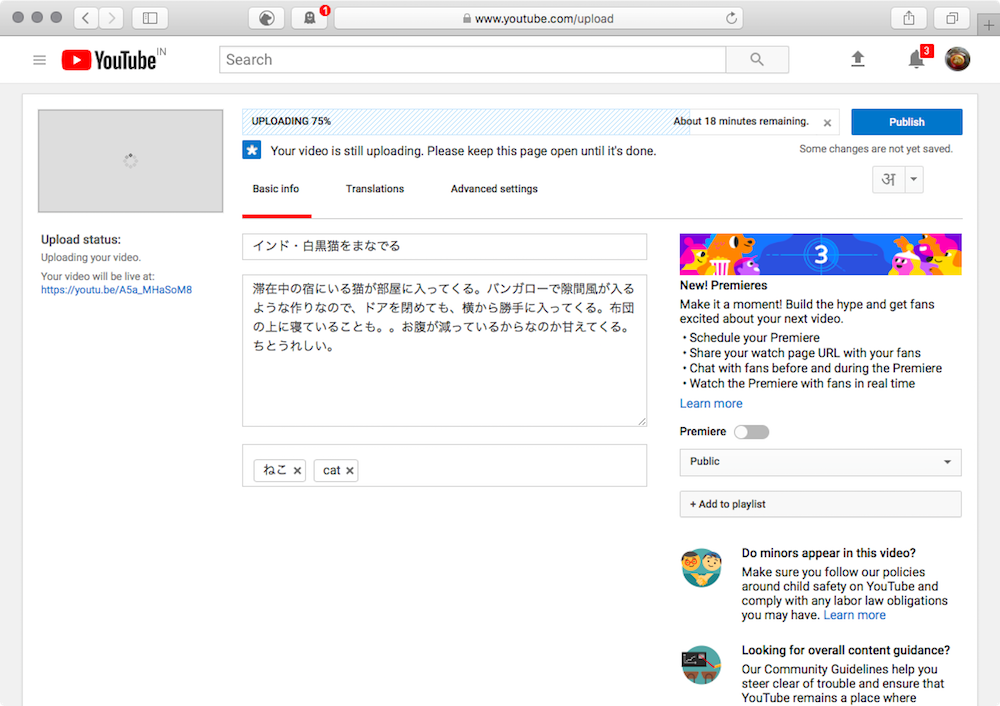 1
www.youtube.com/upload
YouTube IN
Search
3
UPLOADING 75%
About 18 minutes remaining.
Publish
Your video is still uploading. Please keep this page open until it's done.
Some changes are not yet saved.
अ
Basic info
Translations
Advanced settings
Upload status:
Uploading your video.
Your video will be live at:
https://youtu.be/A5a_MHaSoM8
インド・白黒猫をまなでる
滞在中の宿にいる猫が部屋に入ってくる。バンガローで隙間風が入る
ような作りなので、ドアを閉めても、横から勝手に入ってくる。布団
の上に寝ていることも。。お腹が減っているからなのか甘えてくる。
ちとうれしい。
ねこ
cat
3
New! Premieres
Make it a moment! Build the hype and get fans
excited about your next video.
• Schedule your Premiere
• Share your watch page URL with your fans
• Chat with fans before and during the Premiere
• Watch the Premiere with fans in real time
Learn more
Premiere
Public
+ Add to playlist
Do minors appear in this video?
Make sure you follow our policies
around child safety on YouTube and
comply with any labor law obligations
you may have. Learn more
Looking for overall content guidance?
Our Community Guidelines help you
steer clear of trouble and ensure that
YouTube remains a place where